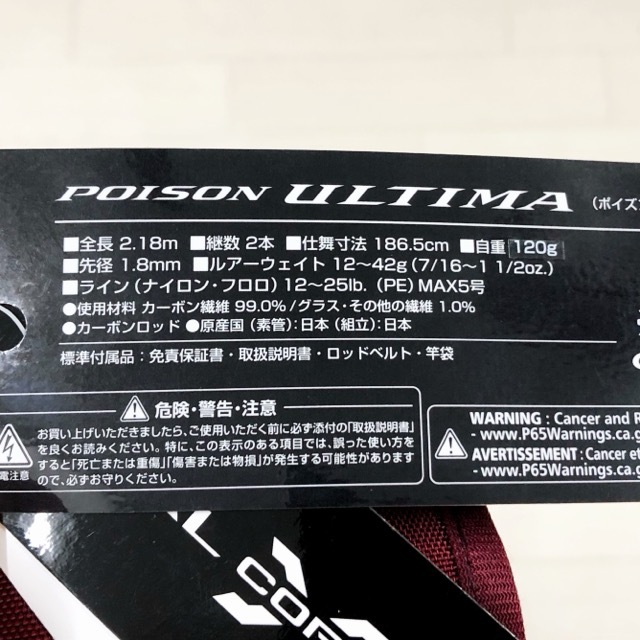 POISON ULTIMA (ポイズ
■全長 2.18m ■継数 2本 ■仕舞寸法 186.5cm ■自重 120g
■先径 1.8mm ■ルアーウェイト 12〜42g (7/16〜1 1/2oz.)
■ライン (ナイロン・フロロ) 12〜25lb. (PE) MAX5号
●使用材料 カーボン繊維 99.0%/グラス・その他の繊維 1.0%
●カーボンロッド ●原産国 (素管):日本 (組立):日本
標準付属品:免責保証書・取扱説明書・ロッドベルト・竿袋
危険・警告・注意
お買い上げいただきましたら、ご使用いただく前に必ず添付の「取扱説明書」
を良くお読みください。特に、この表示のある項目では、誤った使い方を
すると「死亡または重傷」「傷害または物損」が発生する可能性があります
ので、必ずお守りください。
電注意
WARNING : Cancer and R
- www.P65Warnings.ca.g
AVERTISSEMENT : Cancer et
- www.P65Warnings.ca.g
AL COR